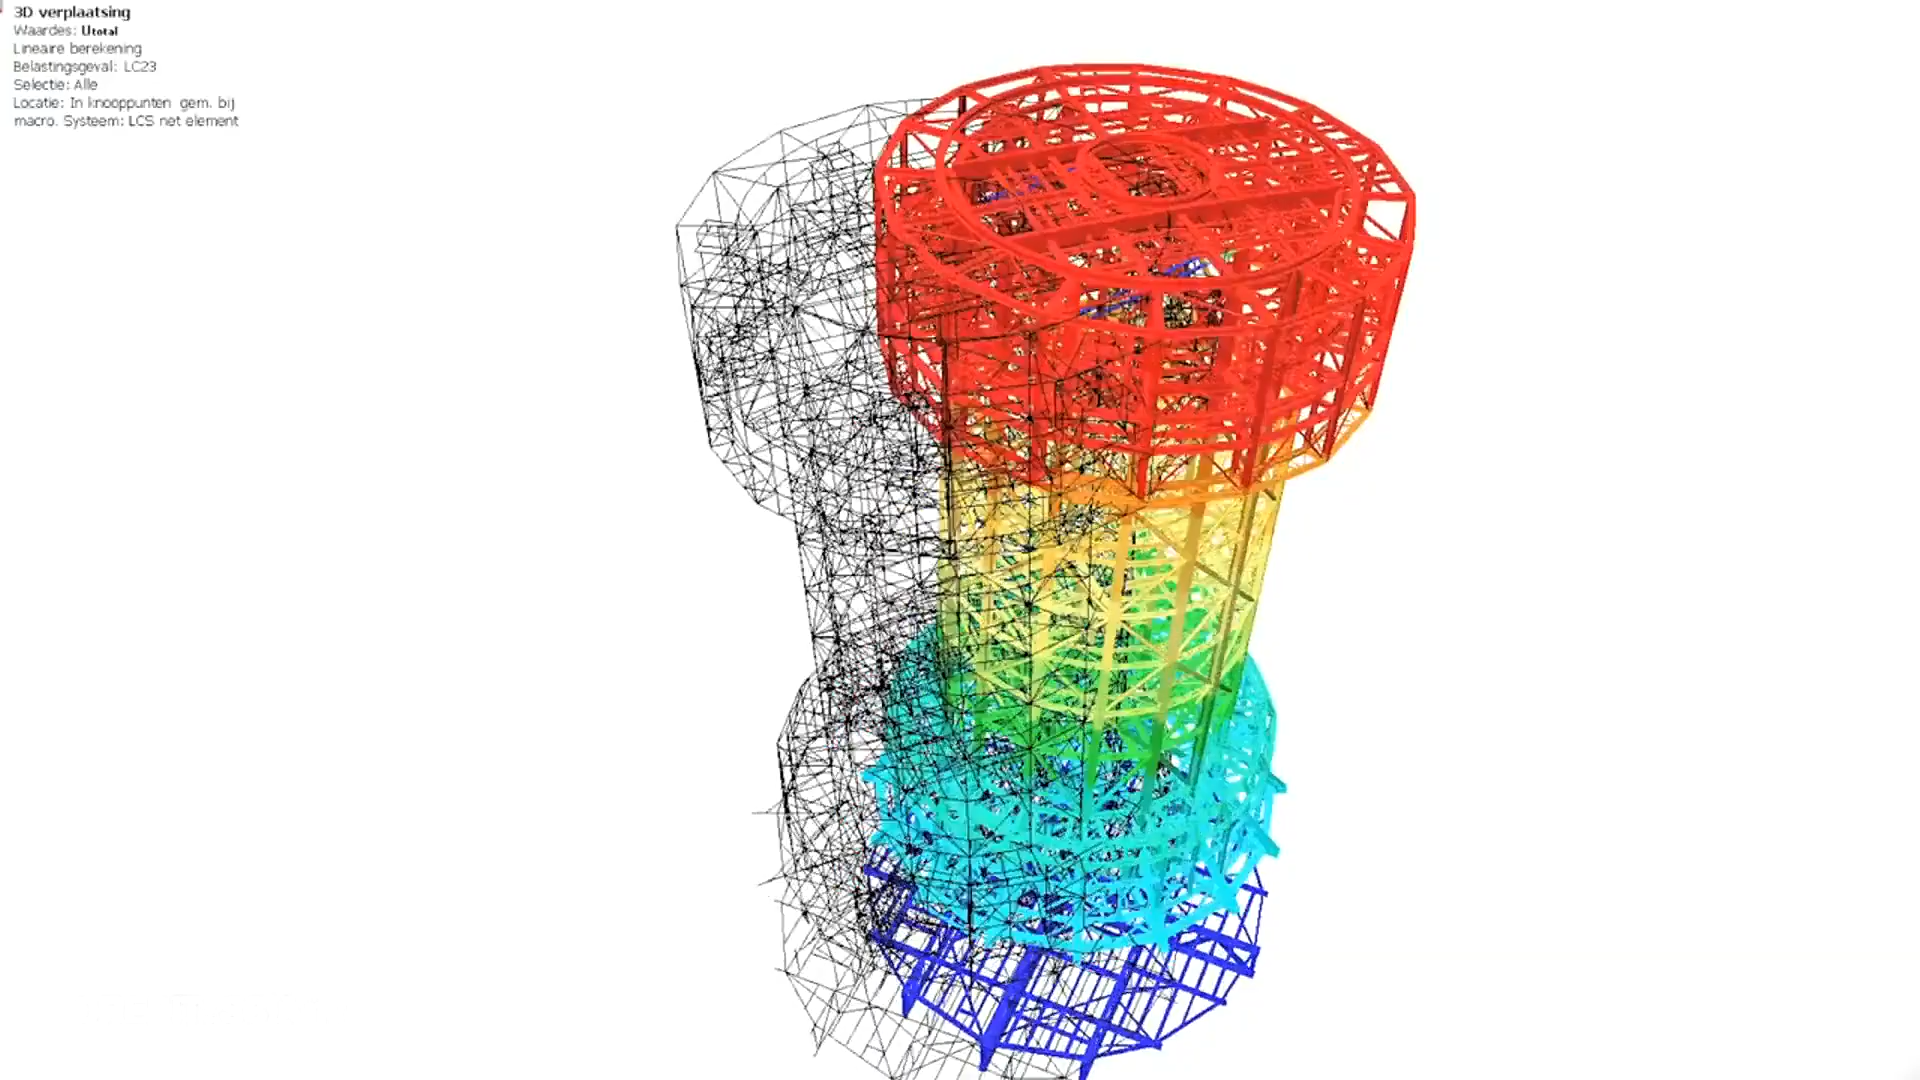 3D verplaatsing
Waardes: Utotal
Lineaire berekening
Belastingsgeval: LC23
Selectie: Alle
Locatie: In knooppunten gem. bij
macro. Systeem: LCS net element